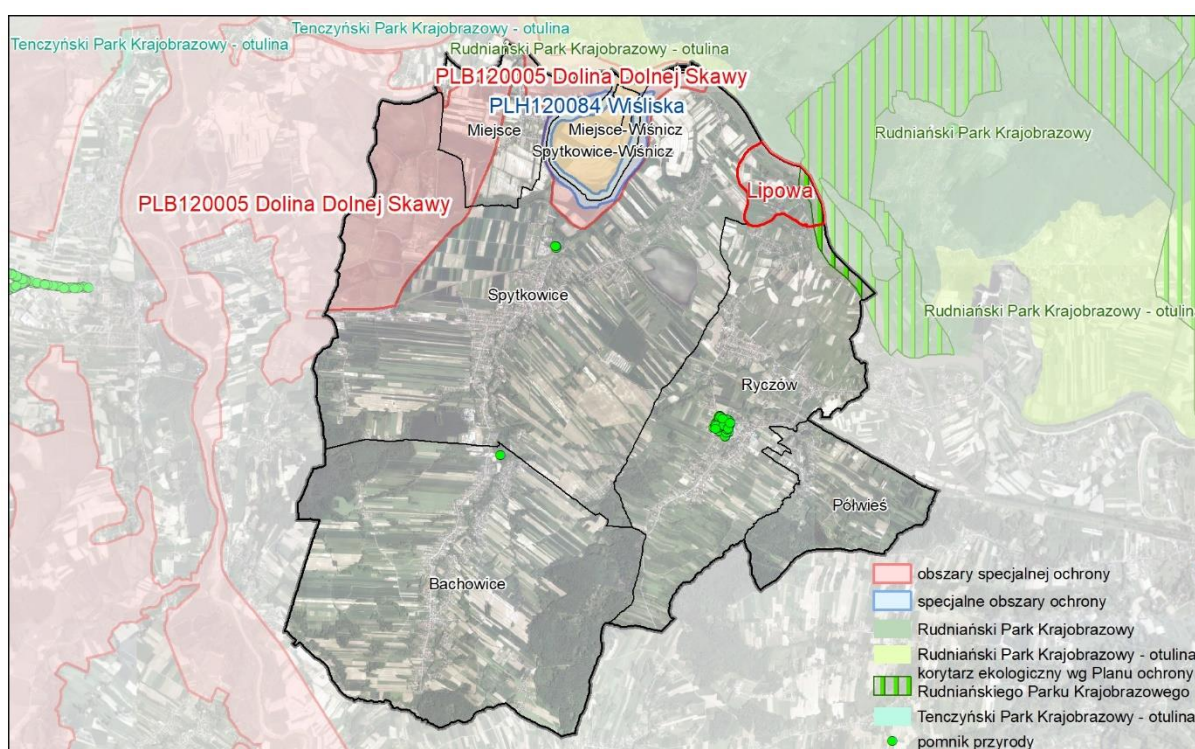 Tenczyński Park Krajobrazowy - otulina
Tenczyński Park Krajobrazowy - otulina
Rudniański Park Krajobrazowy - otulina
PLB120005 Dolina Dolnej Skawy
PLH120084 Wiśliska
Miejsce
Miejsce-Wiśnicz
Spytkowice-Wiśnicz
Rudniański Park Krajobrazowy
Lipowa
PLB120005 Dolina Dolnej Skawy
Spytkowice
Rudniański Park Krajobrazowy - otulina
Ryczów
Półwieś
Bachowice
obszary specjalnej ochrony
specjalne obszary ochrony
Rudniański Park Krajobrazowy
Rudniański Park Krajobrazowy - otulina
korytarz ekologiczny wg Planu ochrony
Rudniańskiego Parku Krajobrazowego
Tenczyński Park Krajobrazowy - otulina
pomnik przyrody